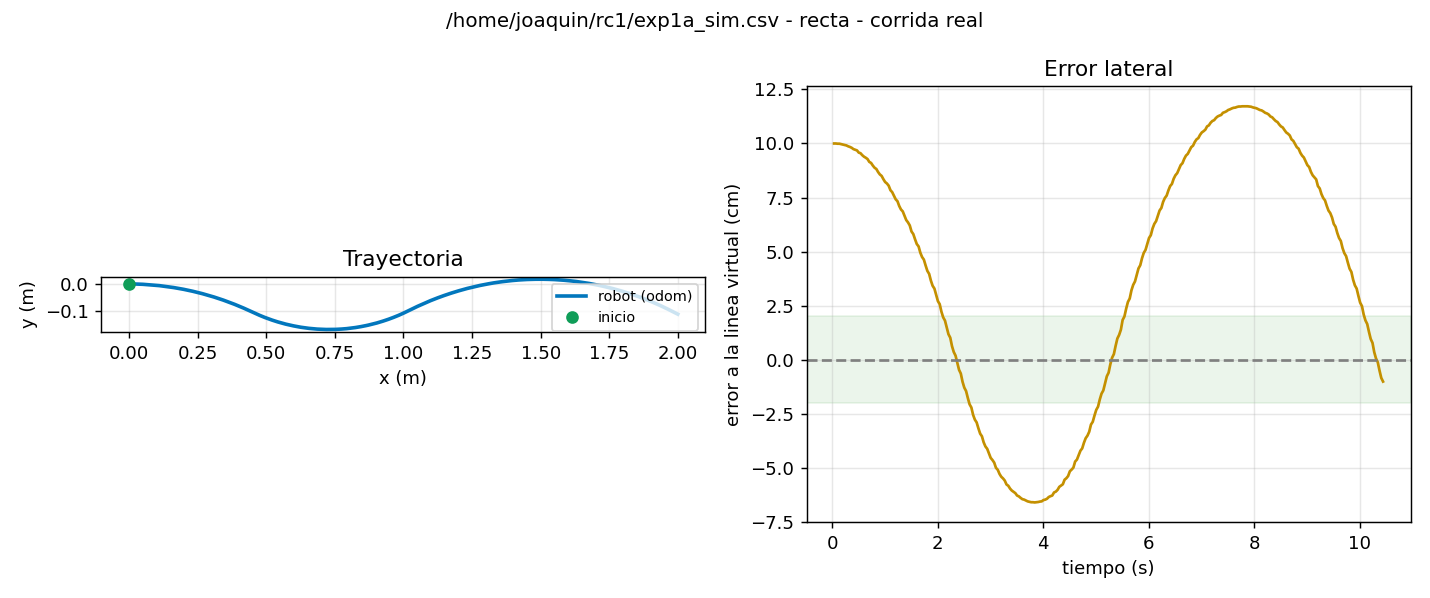 /home/joaquin/rc1/exp1a_sim.csv - recta - corrida real
Trayectoria
y (m)
0.0
−0.1
robot (odom)
inicio
0.00 0.25 0.50 0.75 1.00 1.25 1.50 1.75 2.00
x (m)
Error lateral
error a la linea virtual (cm)
12.5
10.0
7.5
5.0
2.5
0.0
−2.5
−5.0
−7.5
0 2 4 6 8 10
tiempo (s)